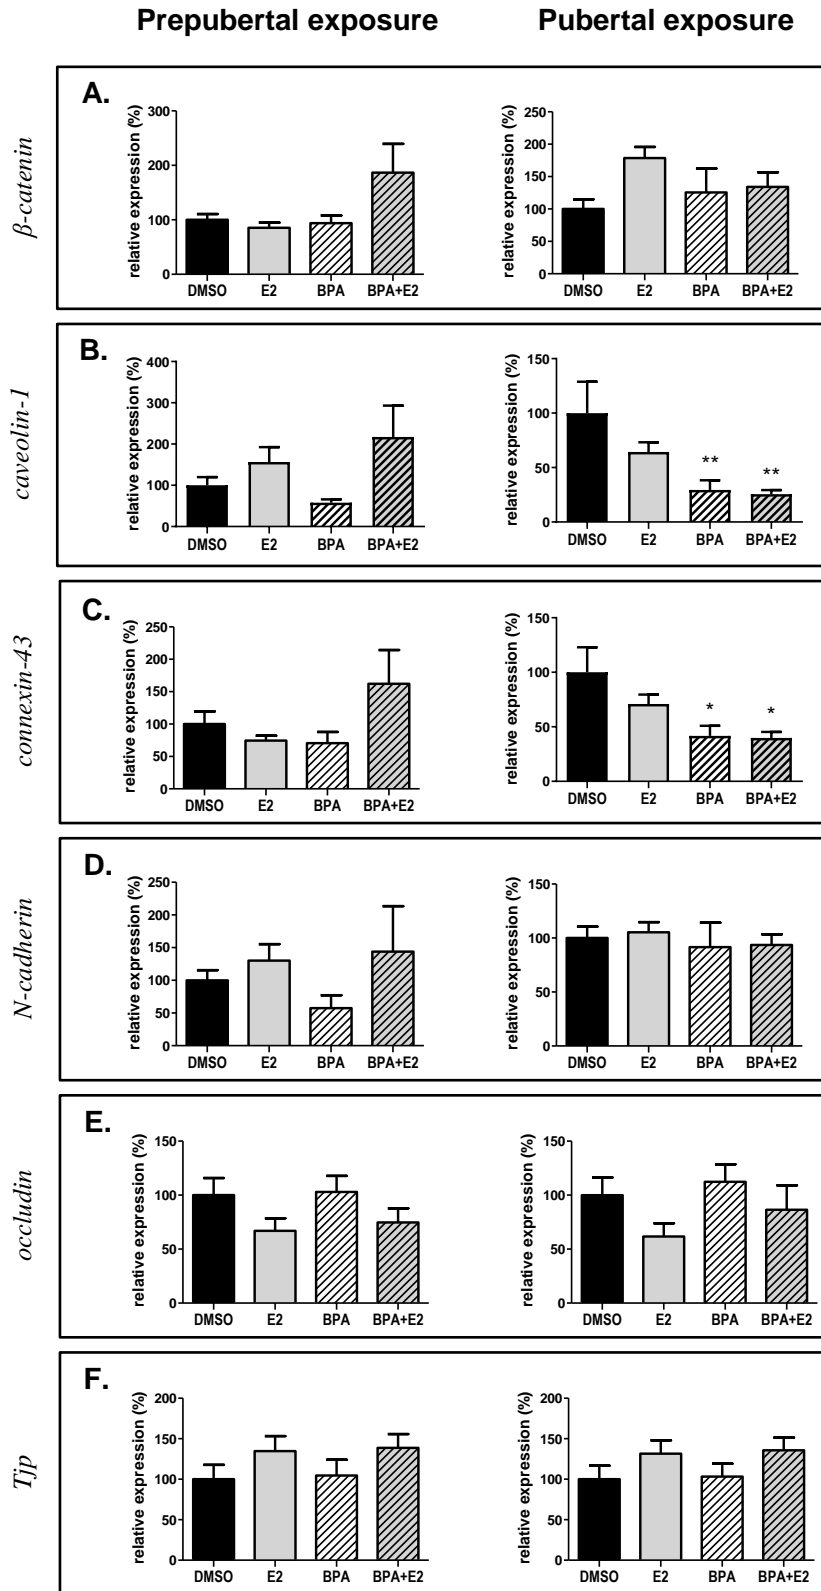 Prepubertal exposure
Pubertal exposure
β-catenin
A.
relative expression (%)
300
200
100
0
DMSO E2 BPA BPA+E2
relative expression (%)
250
200
150
100
50
0
DMSO E2 BPA BPA+E2
caveolin-1
B.
relative expression (%)
400
300
200
100
0
DMSO E2 BPA BPA+E2
relative expression (%)
150
100
50
0
** **
DMSO E2 BPA BPA+E2
connexin-43
C.
relative expression (%)
250
200
150
100
50
0
DMSO E2 BPA BPA+E2
relative expression (%)
150
100
50
0
* *
DMSO E2 BPA BPA+E2
N-cadherin
D.
relative expression (%)
250
200
150
100
50
0
DMSO E2 BPA BPA+E2
relative expression (%)
150
100
50
0
DMSO E2 BPA BPA+E2
occludin
E.
relative expression (%)
150
100
50
0
DMSO E2 BPA BPA+E2
relative expression (%)
150
100
50
0
DMSO E2 BPA BPA+E2
Tjp
F.
relative expression (%)
200
150
100
50
0
DMSO E2 BPA BPA+E2
relative expression (%)
200
150
100
50
0
DMSO E2 BPA BPA+E2